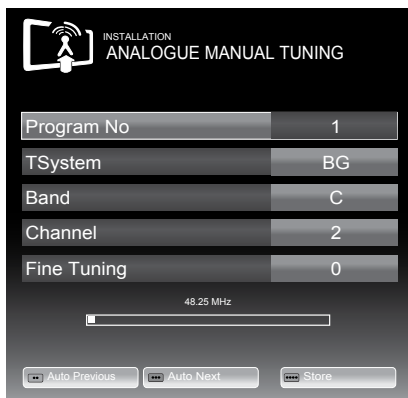 INSTALLATION
ANALOGUE MANUAL TUNING
Program No 1
TSystem BG
Band C
Channel 2
Fine Tuning 0
48.25 MHz
Auto Previous Auto Next Store